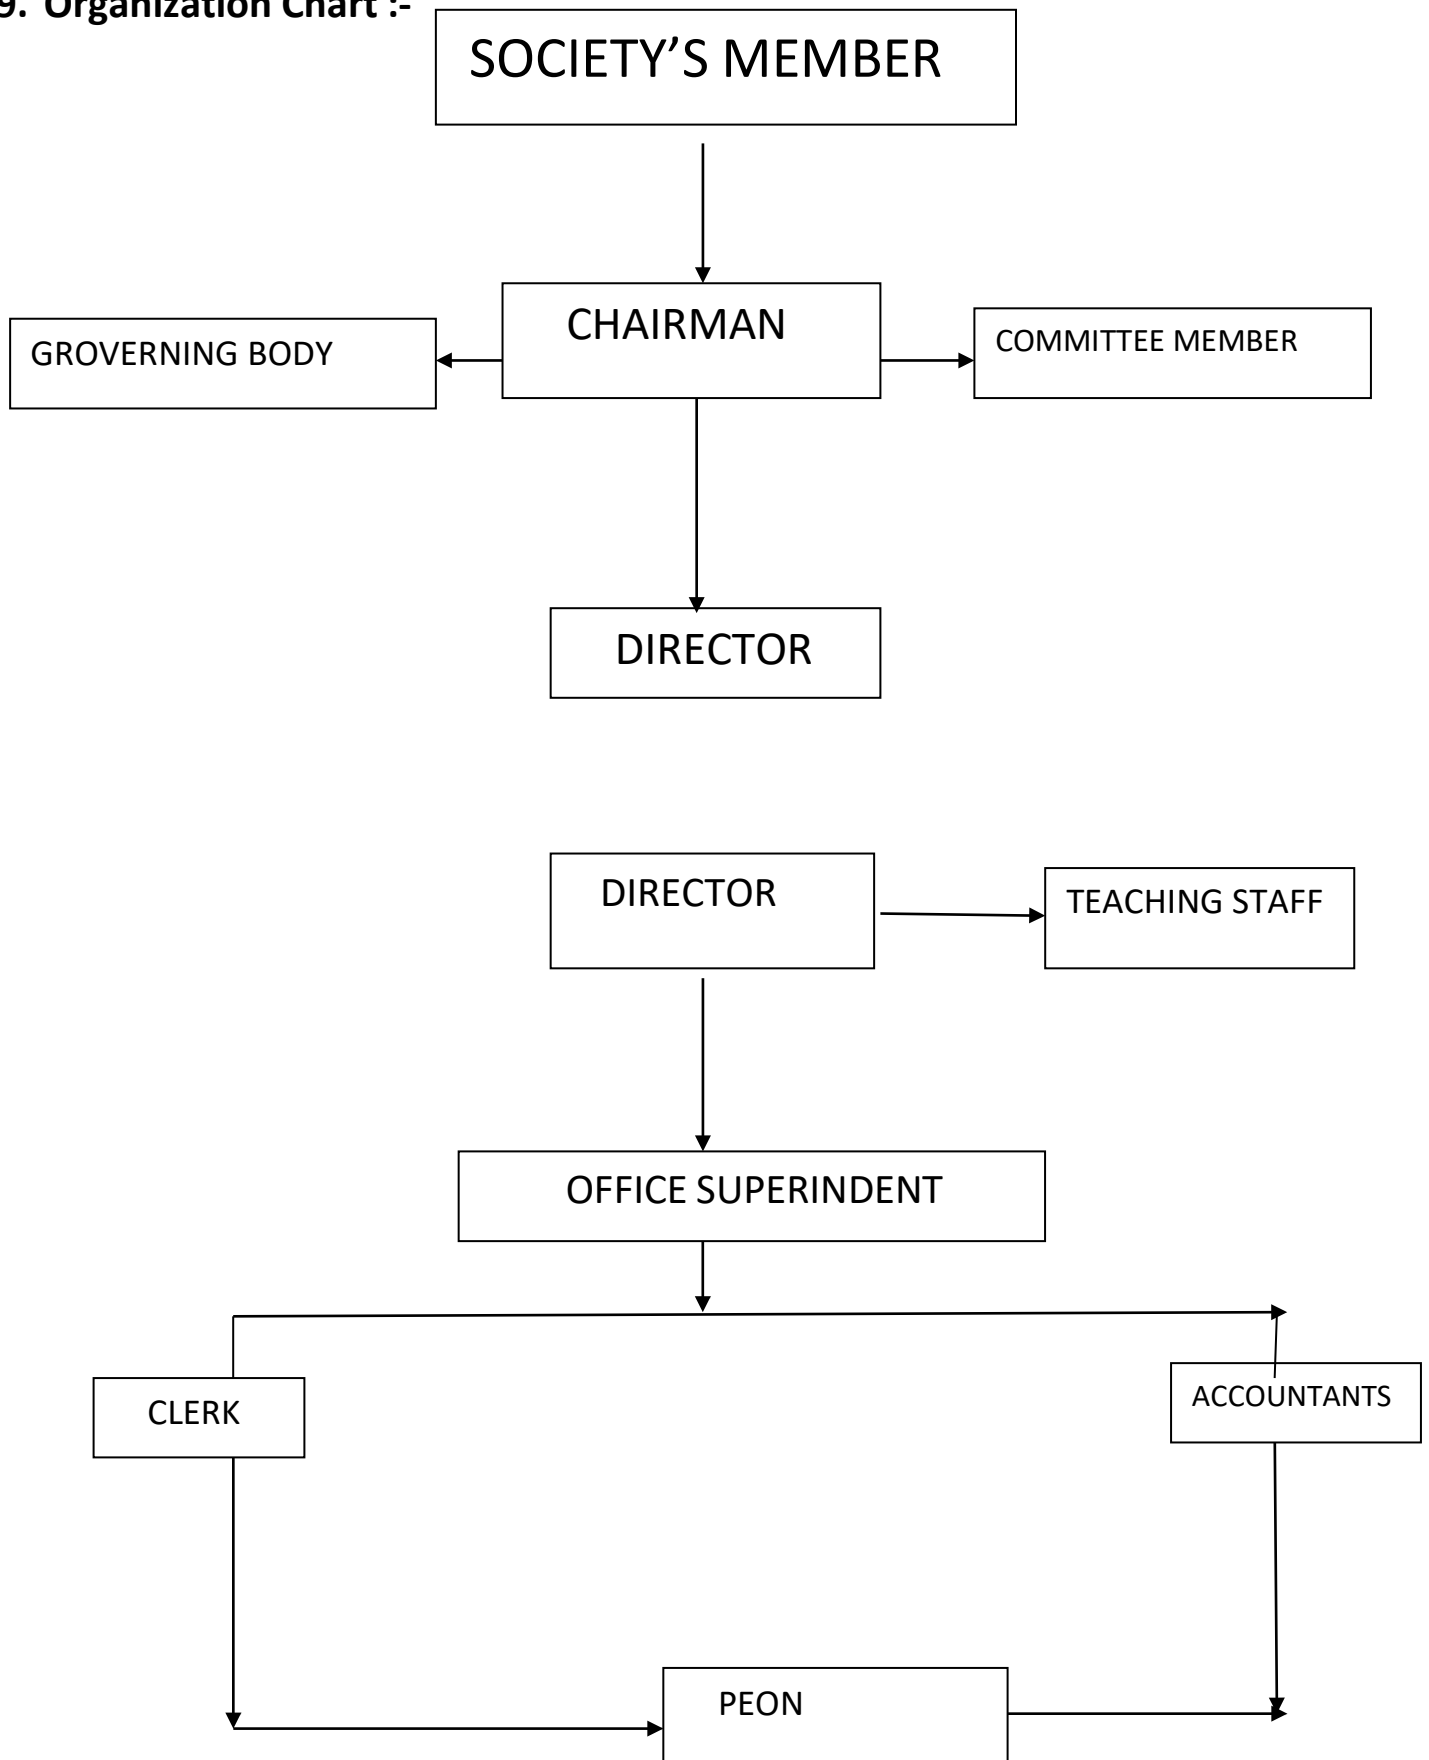 9. Organization Chart :-
SOCIETY’S MEMBER
CHAIRMAN
GROVERNING BODY
COMMITTEE MEMBER
DIRECTOR
DIRECTOR
TEACHING STAFF
OFFICE SUPERINDENT
CLERK
ACCOUNTANTS
PEON